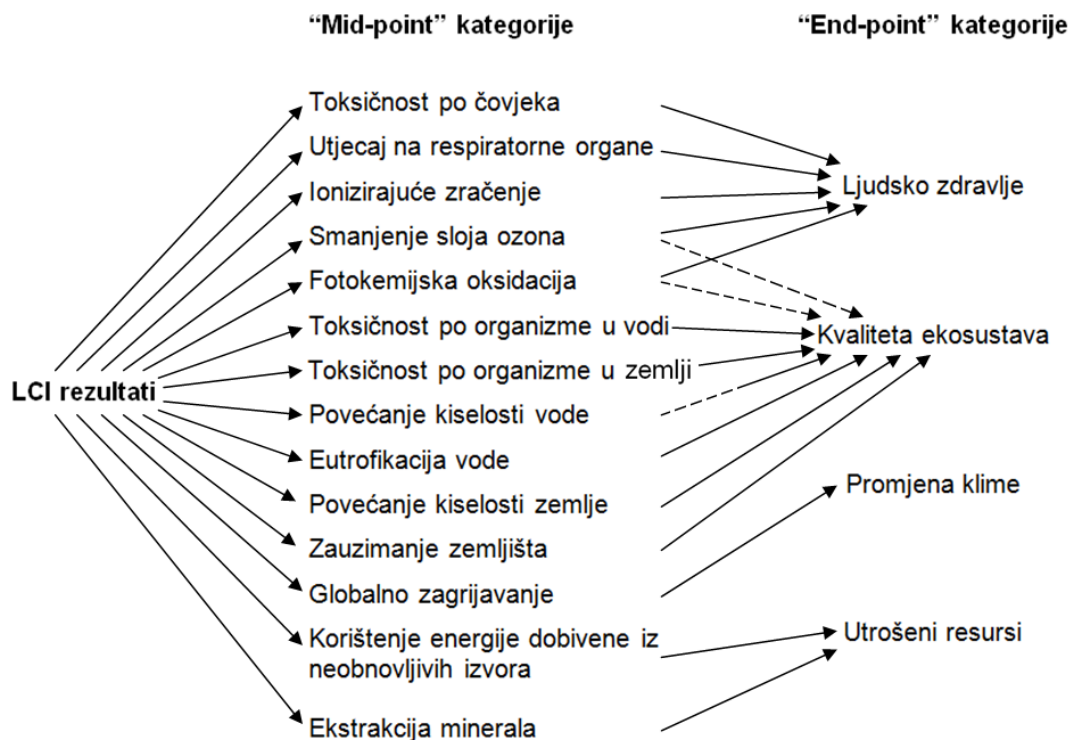 “Mid-point” kategorije
“End-point” kategorije
Toksičnost po čovjeka
Utjecaj na respiratorne organe
Ionizirajuće zračenje
Smanjenje sloja ozona
Fotokemijska oksidacija
Toksičnost po organizme u vodi
Toksičnost po organizme u zemlji
Povećanje kiselosti vode
Eutrofikacija vode
Povećanje kiselosti zemlje
Zauzimanje zemljišta
Globalno zagrijavanje
Korištenje energije dobivene iz
neobnovljivih izvora
Ekstrakcija minerala
LCI rezultati
Ljudsko zdravlje
Kvaliteta ekosustava
Promjena klime
Utrošeni resursi